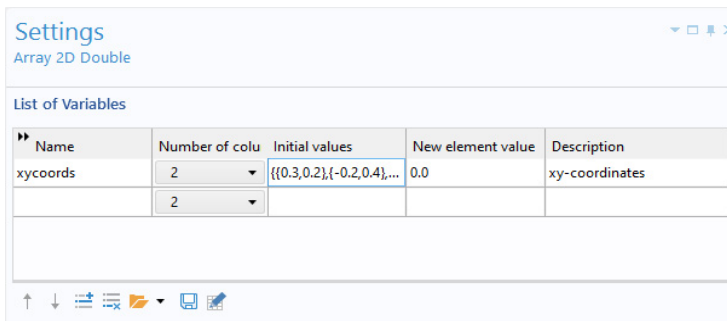 Settings
Array 2D Double
List of Variables
Name Number of colu Initial values New element value Description
xycoords 2 {{0.3,0.2},{-0.2,0.4},... 0.0 xy-coordinates
2